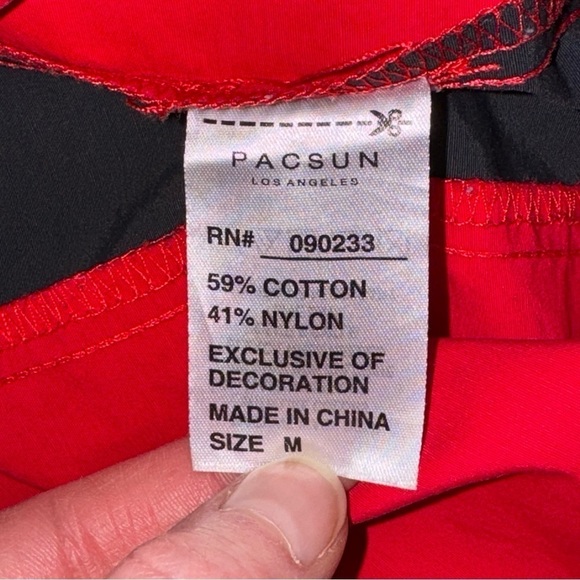 PACSUN
LOS ANGELES
RN# 090233
59% COTTON
41% NYLON
EXCLUSIVE OF
DECORATION
MADE IN CHINA
SIZE M